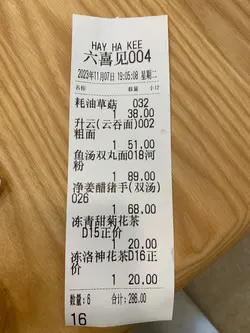 HAY HA KEE
六喜见004
2023年11月07日 19:05:08 星期二
名称 数量 小计
耗油草菇 032
1 38.00
升云(云吞面)002
粗面
1 51.00
鱼汤双丸面018河
粉
1 89.00
净姜醋猪手(双汤)
026
1 68.00
冻青甜菊花茶
D15正价
1 20.00
冻洛神花茶D16正
价
1 20.00
数量:6 合计:286.00
16